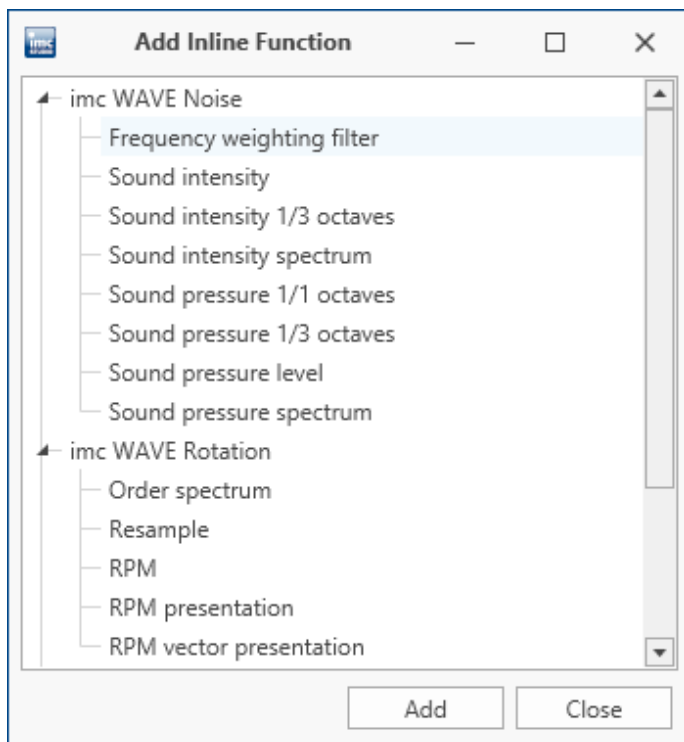 imc
Add Inline Function
imc WAVE Noise
Frequency weighting filter
Sound intensity
Sound intensity 1/3 octaves
Sound intensity spectrum
Sound pressure 1/1 octaves
Sound pressure 1/3 octaves
Sound pressure level
Sound pressure spectrum
imc WAVE Rotation
Order spectrum
Resample
RPM
RPM presentation
RPM vector presentation
Add Close